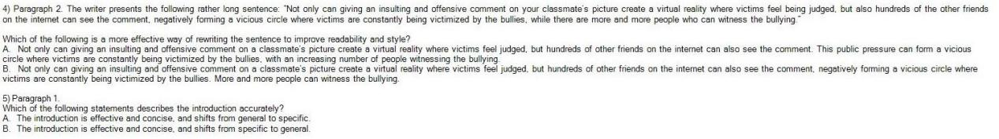 4) Paragraph 2. The writer presents the following rather long sentence: "Not only can giving an insulting and offensive comment on your classmate's picture create a virtual reality where victims feel being judged, but also hundreds of the other friends
on the internet can see the comment, negatively forming a vicious circle where victims are constantly being victimized by the bullies, while there are more and more people who can witness the bullying."
Which of the following is a more effective way of rewriting the sentence to improve readability and style?
A. Not only can giving an insulting and offensive comment on a classmate's picture create a virtual reality where victims feel judged, but hundreds of other friends on the internet can also see the comment. This public pressure can form a vicious
circle where victims are constantly being victimized by the bullies, with an increasing number of people witnessing the bullying.
B. Not only can giving an insulting and offensive comment on a classmate's picture create a virtual reality where victims feel judged, but hundreds of other friends on the internet can also see the comment, negatively forming a vicious circle where
victims are constantly being victimized by the bullies. More and more people can witness the bullying.
5) Paragraph 1.
Which of the following statements describes the introduction accurately?
A. The introduction is effective and concise, and shifts from general to specific.
B. The introduction is effective and concise, and shifts from specific to general.